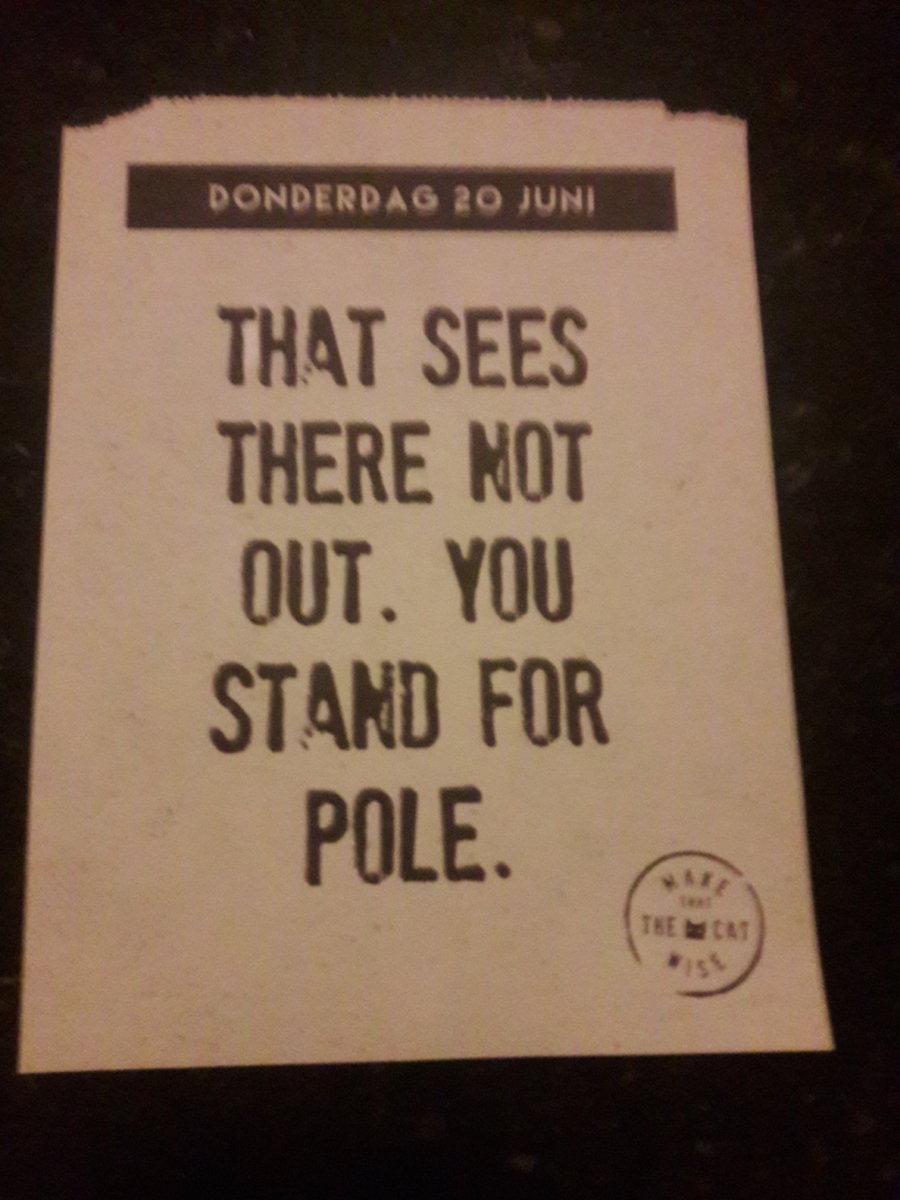 DONDERDAG 20 JUNI
THAT SEES
THERE NOT
OUT. YOU
STAND FOR
POLE.
MAKE
THAT
THE CAT
WISE